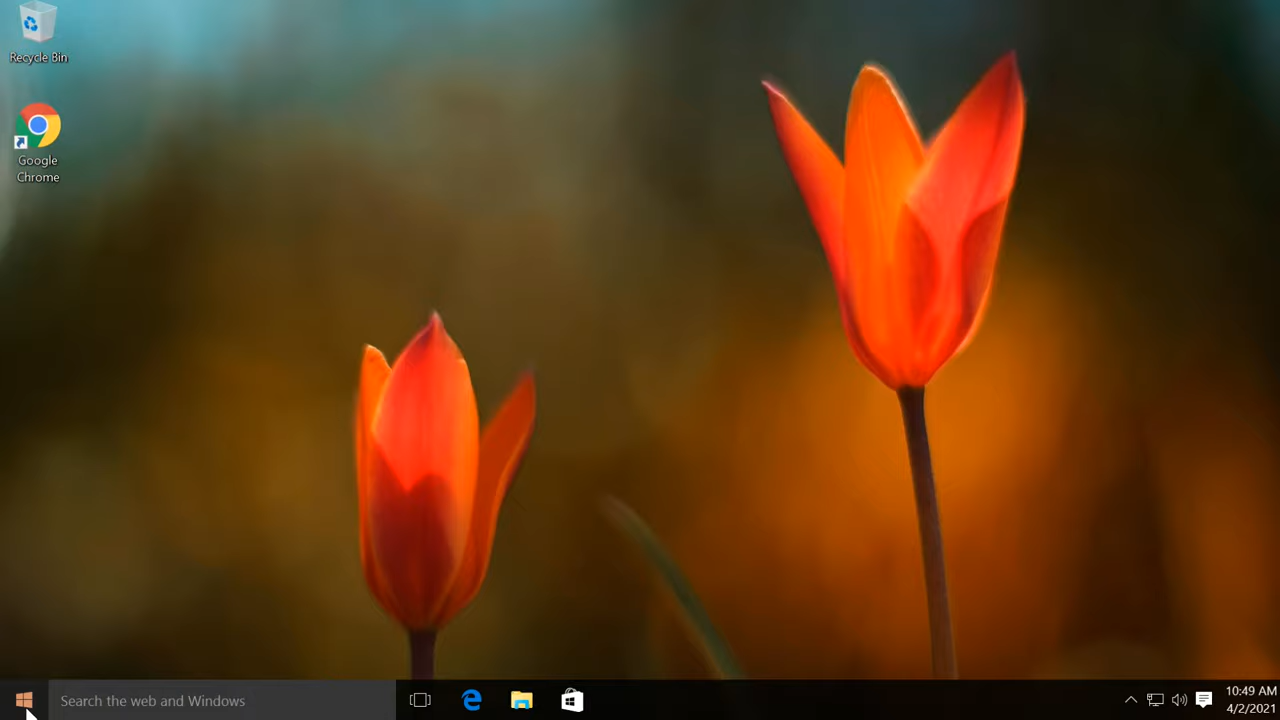 Recycle Bin
Google
Chrome
Search the web and Windows
10:49 AM
4/2/2021